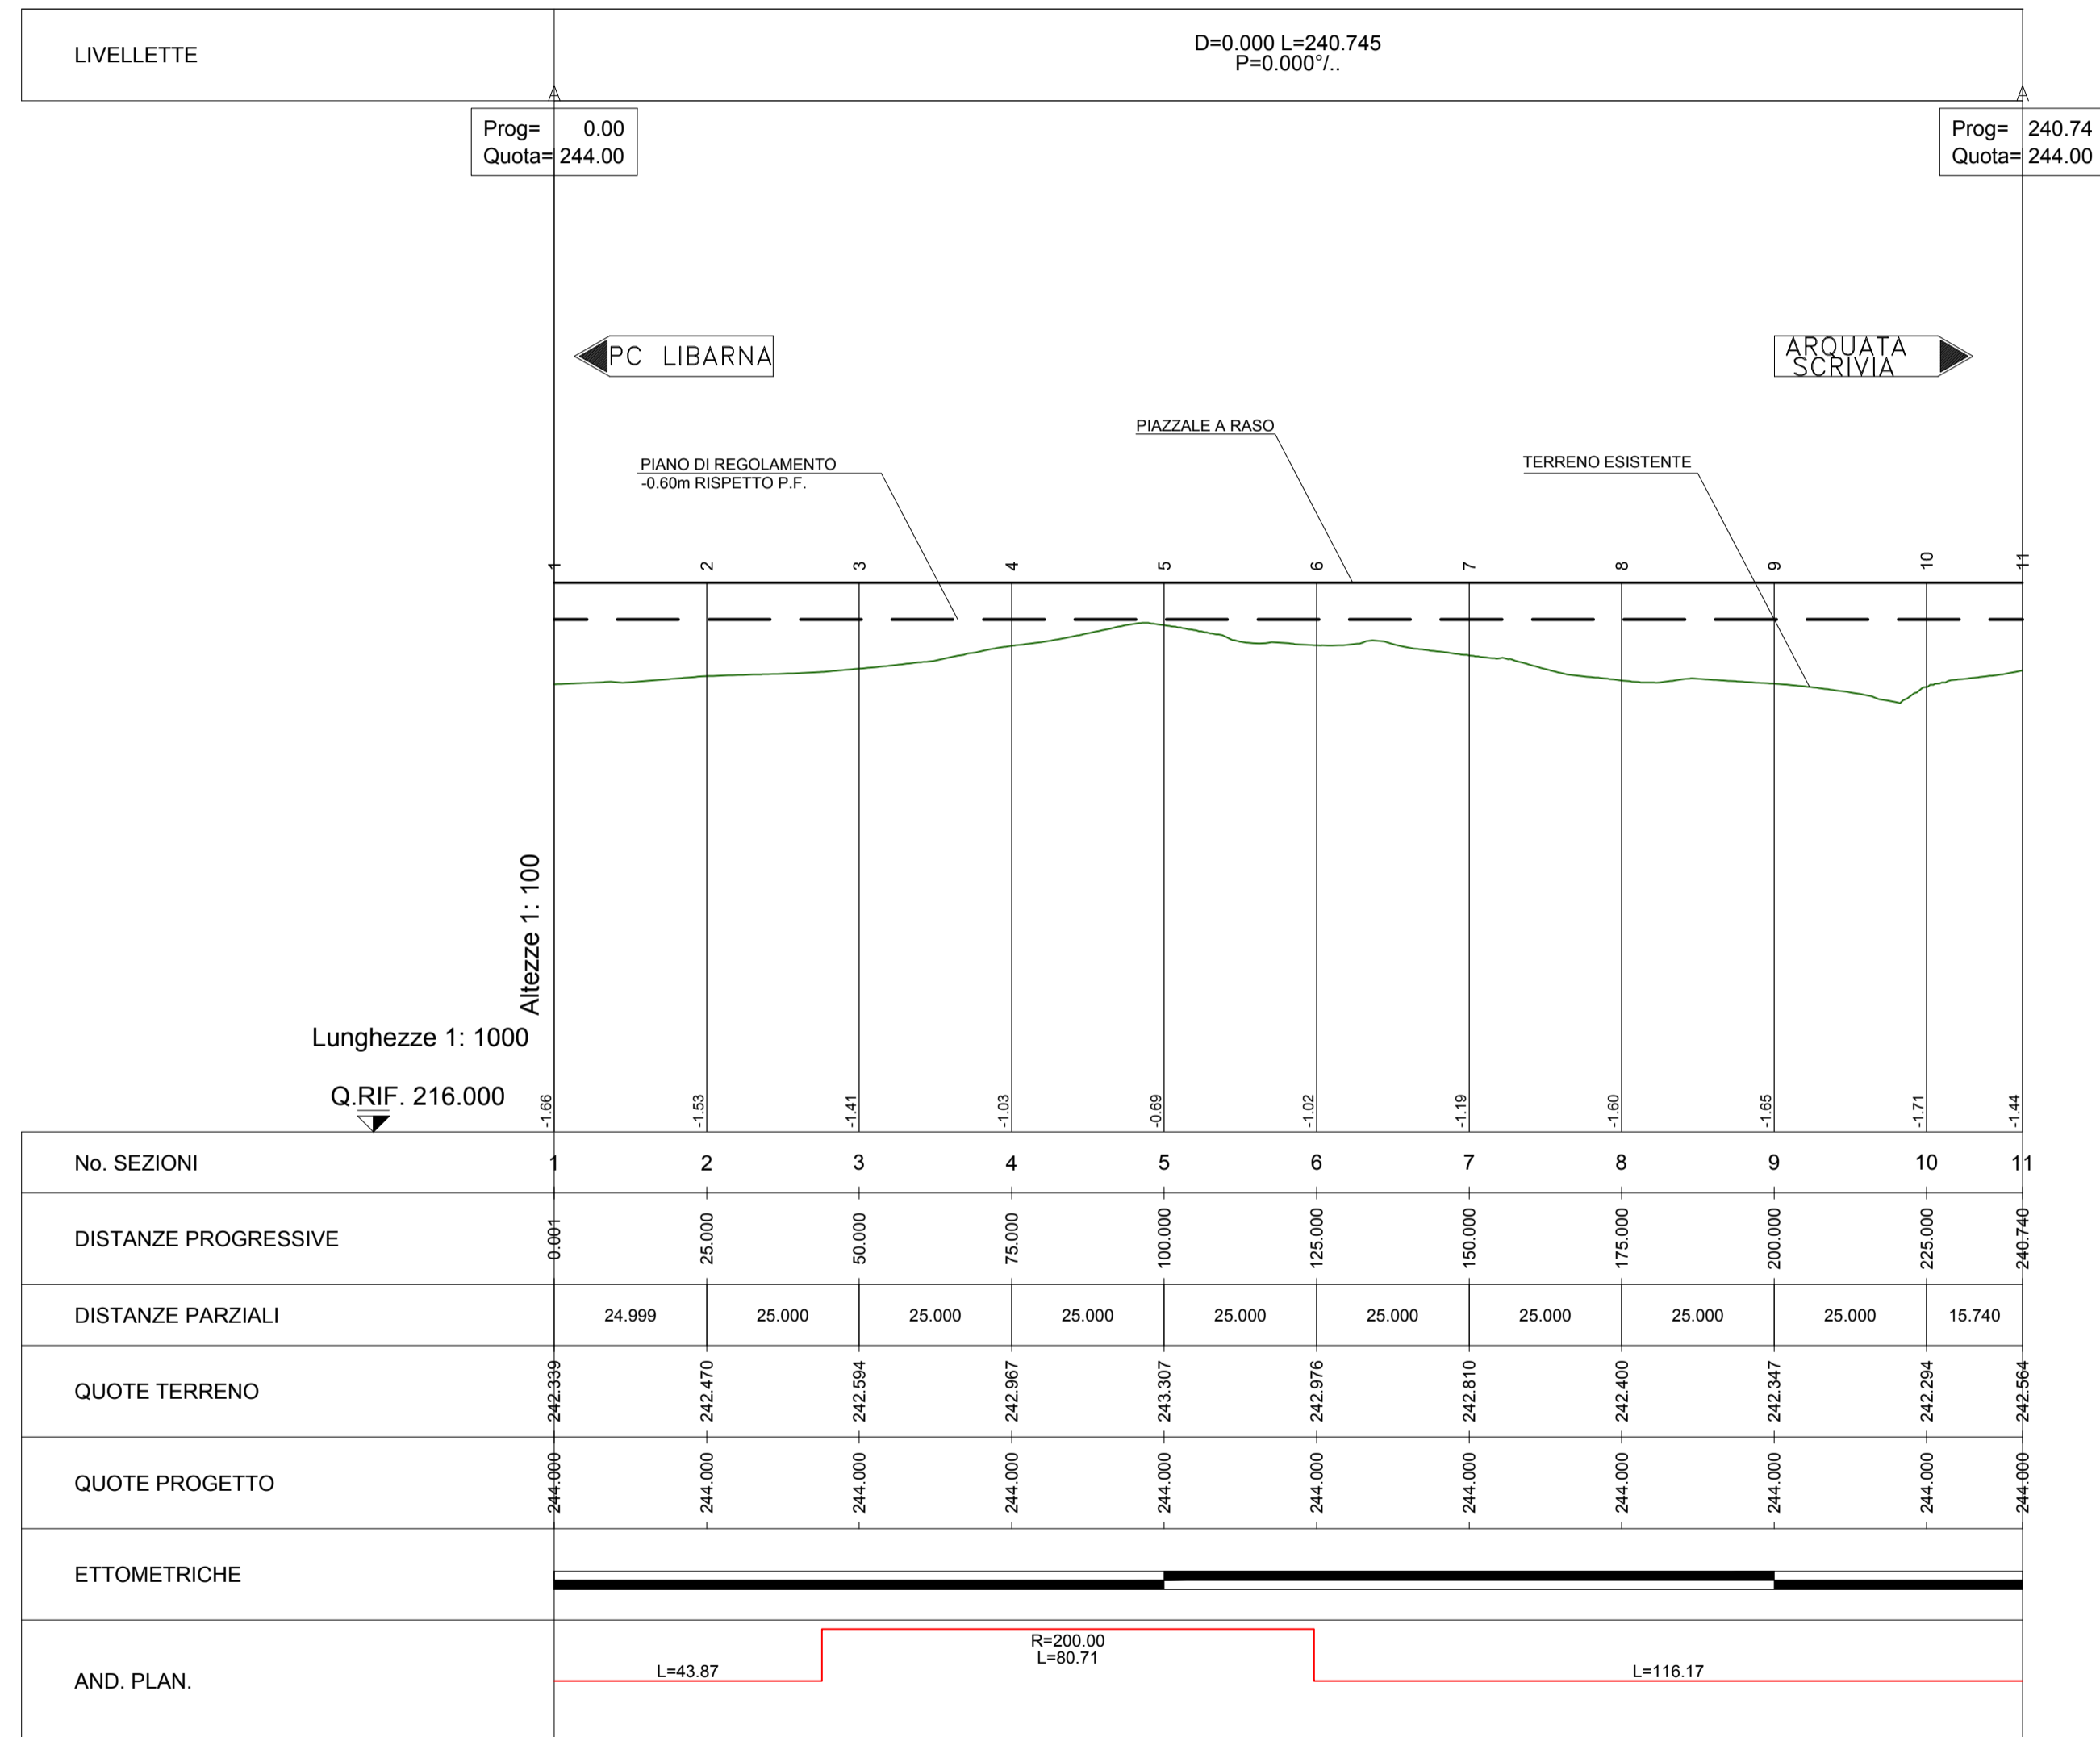 LIVELLETTE
D=0.000 L=240.745
P=0.000°/..
Prog= 0.00
Quota= 244.00
Prog= 240.74
Quota= 244.00
PC LIBARNA
ARQUATA
SCRIVIA
PIAZZALE A RASO
PIANO DI REGOLAMENTO
-0.60m RISPETTO P.F.
TERRENO ESISTENTE
1 2 3 4 5 6 7 8 9 10 11
Altezze 1: 100
Lunghezze 1: 1000
Q.RIF. 216.000
-1.66 -1.53 -1.41 -1.03 -0.69 -1.02 -1.19 -1.60 -1.65 -1.71 -1.44
No. SEZIONI 1 2 3 4 5 6 7 8 9 10 11
DISTANZE PROGRESSIVE 0.001 25.000 50.000 75.000 100.000 125.000 150.000 175.000 200.000 225.000 240.740
DISTANZE PARZIALI 24.999 25.000 25.000 25.000 25.000 25.000 25.000 25.000 25.000 15.740
QUOTE TERRENO 242.339 242.470 242.594 242.967 243.307 242.976 242.810 242.400 242.347 242.294 242.564
QUOTE PROGETTO 244.000 244.000 244.000 244.000 244.000 244.000 244.000 244.000 244.000 244.000 244.000
ETTOMETRICHE
AND. PLAN.
L=43.87
R=200.00
L=80.71
L=116.17